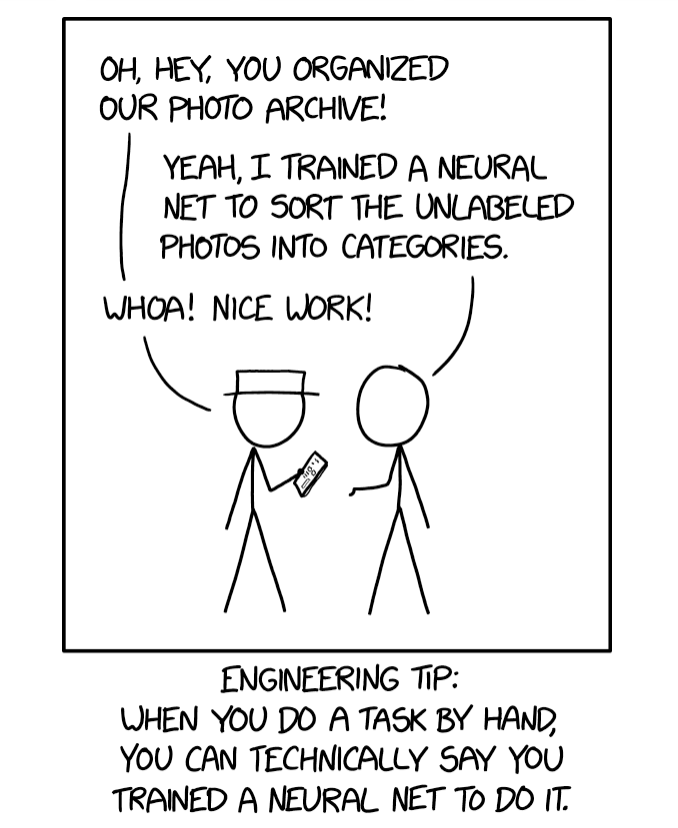 OH, HEY, YOU ORGANIZED
OUR PHOTO ARCHIVE!
YEAH, I TRAINED A NEURAL
NET TO SORT THE UNLABELED
PHOTOS INTO CATEGORIES.
WHOA! NICE WORK!
ENGINEERING TIP:
WHEN YOU DO A TASK BY HAND,
YOU CAN TECHNICALLY SAY YOU
TRAINED A NEURAL NET TO DO IT.